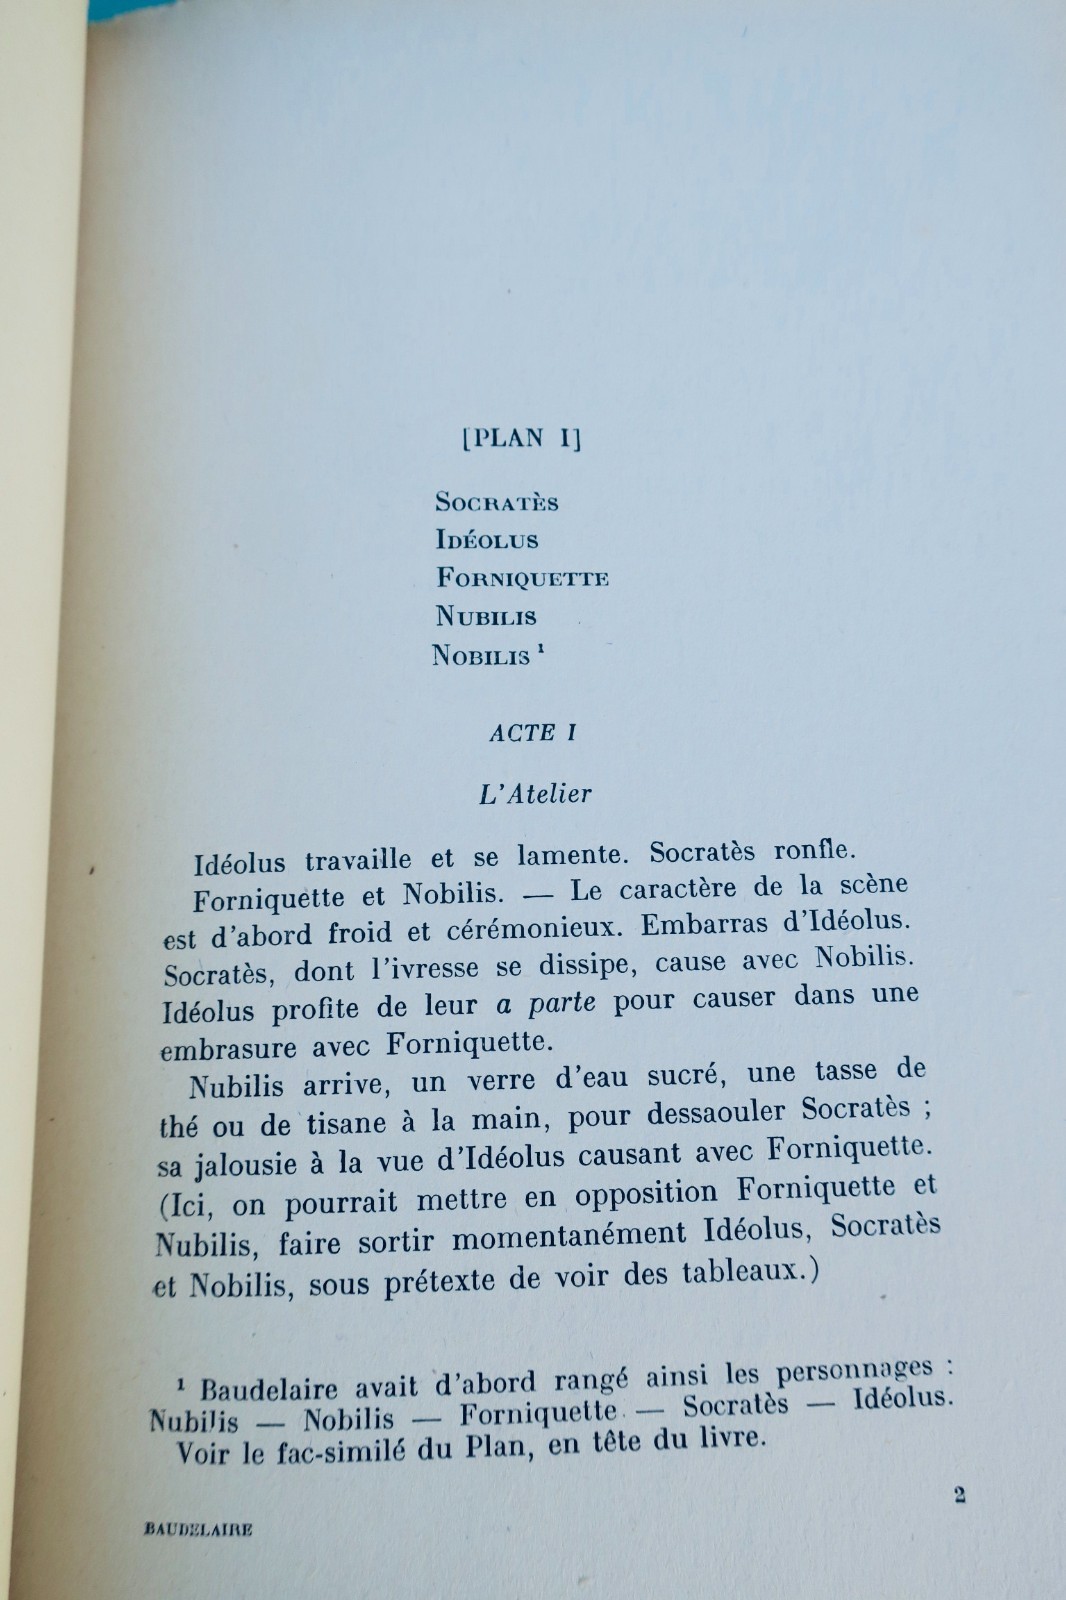 [PLAN I]
SOCRATÈS
IDÉOLUS
FORNIQUETTE
NUBILIS
NOBILIS ¹
ACTE I
L'Atelier
Idéolus travaille et se lamente. Socratès ronfle.
Forniquette et Nobilis. — Le caractère de la scène
est d'abord froid et cérémonieux. Embarras d'Idéolus.
Socratès, dont l'ivresse se dissipe, cause avec Nobilis.
Idéolus profite de leur a parte pour causer dans une
embrasure avec Forniquette.
Nubilis arrive, un verre d'eau sucré, une tasse de
thé ou de tisane à la main, pour dessaouler Socratès ;
sa jalousie à la vue d'Idéolus causant avec Forniquette.
(Ici, on pourrait mettre en opposition Forniquette et
Nubilis, faire sortir momentanément Idéolus, Socratès
et Nobilis, sous prétexte de voir des tableaux.)
¹ Baudelaire avait d'abord rangé ainsi les personnages :
Nubilis — Nobilis — Forniquette — Socratès — Idéolus.
Voir le fac-similé du Plan, en tête du livre.
2
BAUDELAIRE